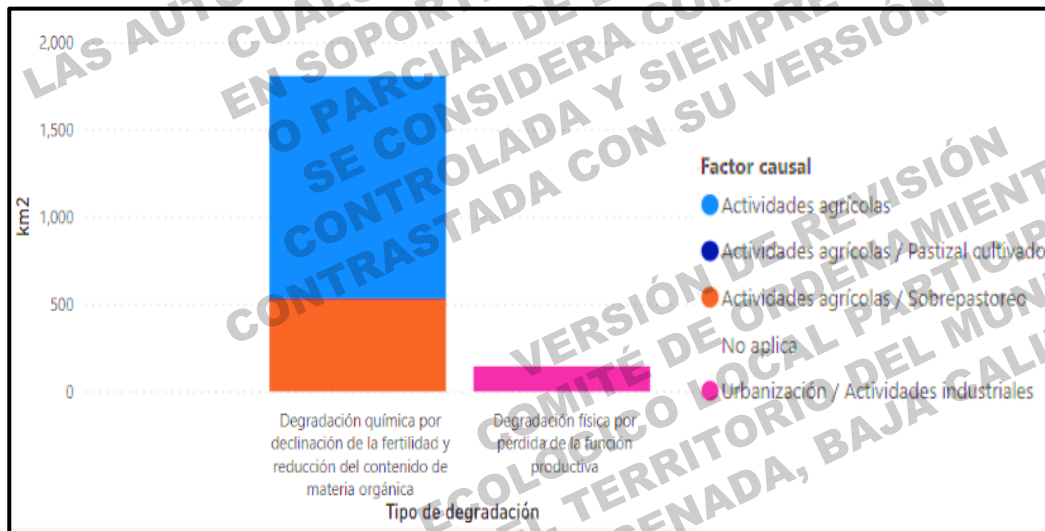 LAS AUTO
CUALQ
EN SOPORT
O PARCIAL DE
SE CONSIDERA
CONTROLADA Y SIEMPRE
CONTRASTADA CON SU VERSIÓN
2,000
1,500
1,000
500
0
km2
Degradación química por
declinación de la fertilidad y
reducción del contenido de
materia orgánica
Degradación física por
pérdida de la función
productiva
Tipo de degradación
Factor causal
Actividades agrícolas
Actividades agrícolas / Pastizal cultivado
Actividades agrícolas / Sobrepastoreo
No aplica
Urbanización / Actividades industriales
VERSIÓN DE REVISIÓN
COMITÉ DE ORDENAMIENT
ECOLÓGICO LOCAL PARTICIP
EL TERRITORIO DEL MUN
ENADA, BAJA CALI